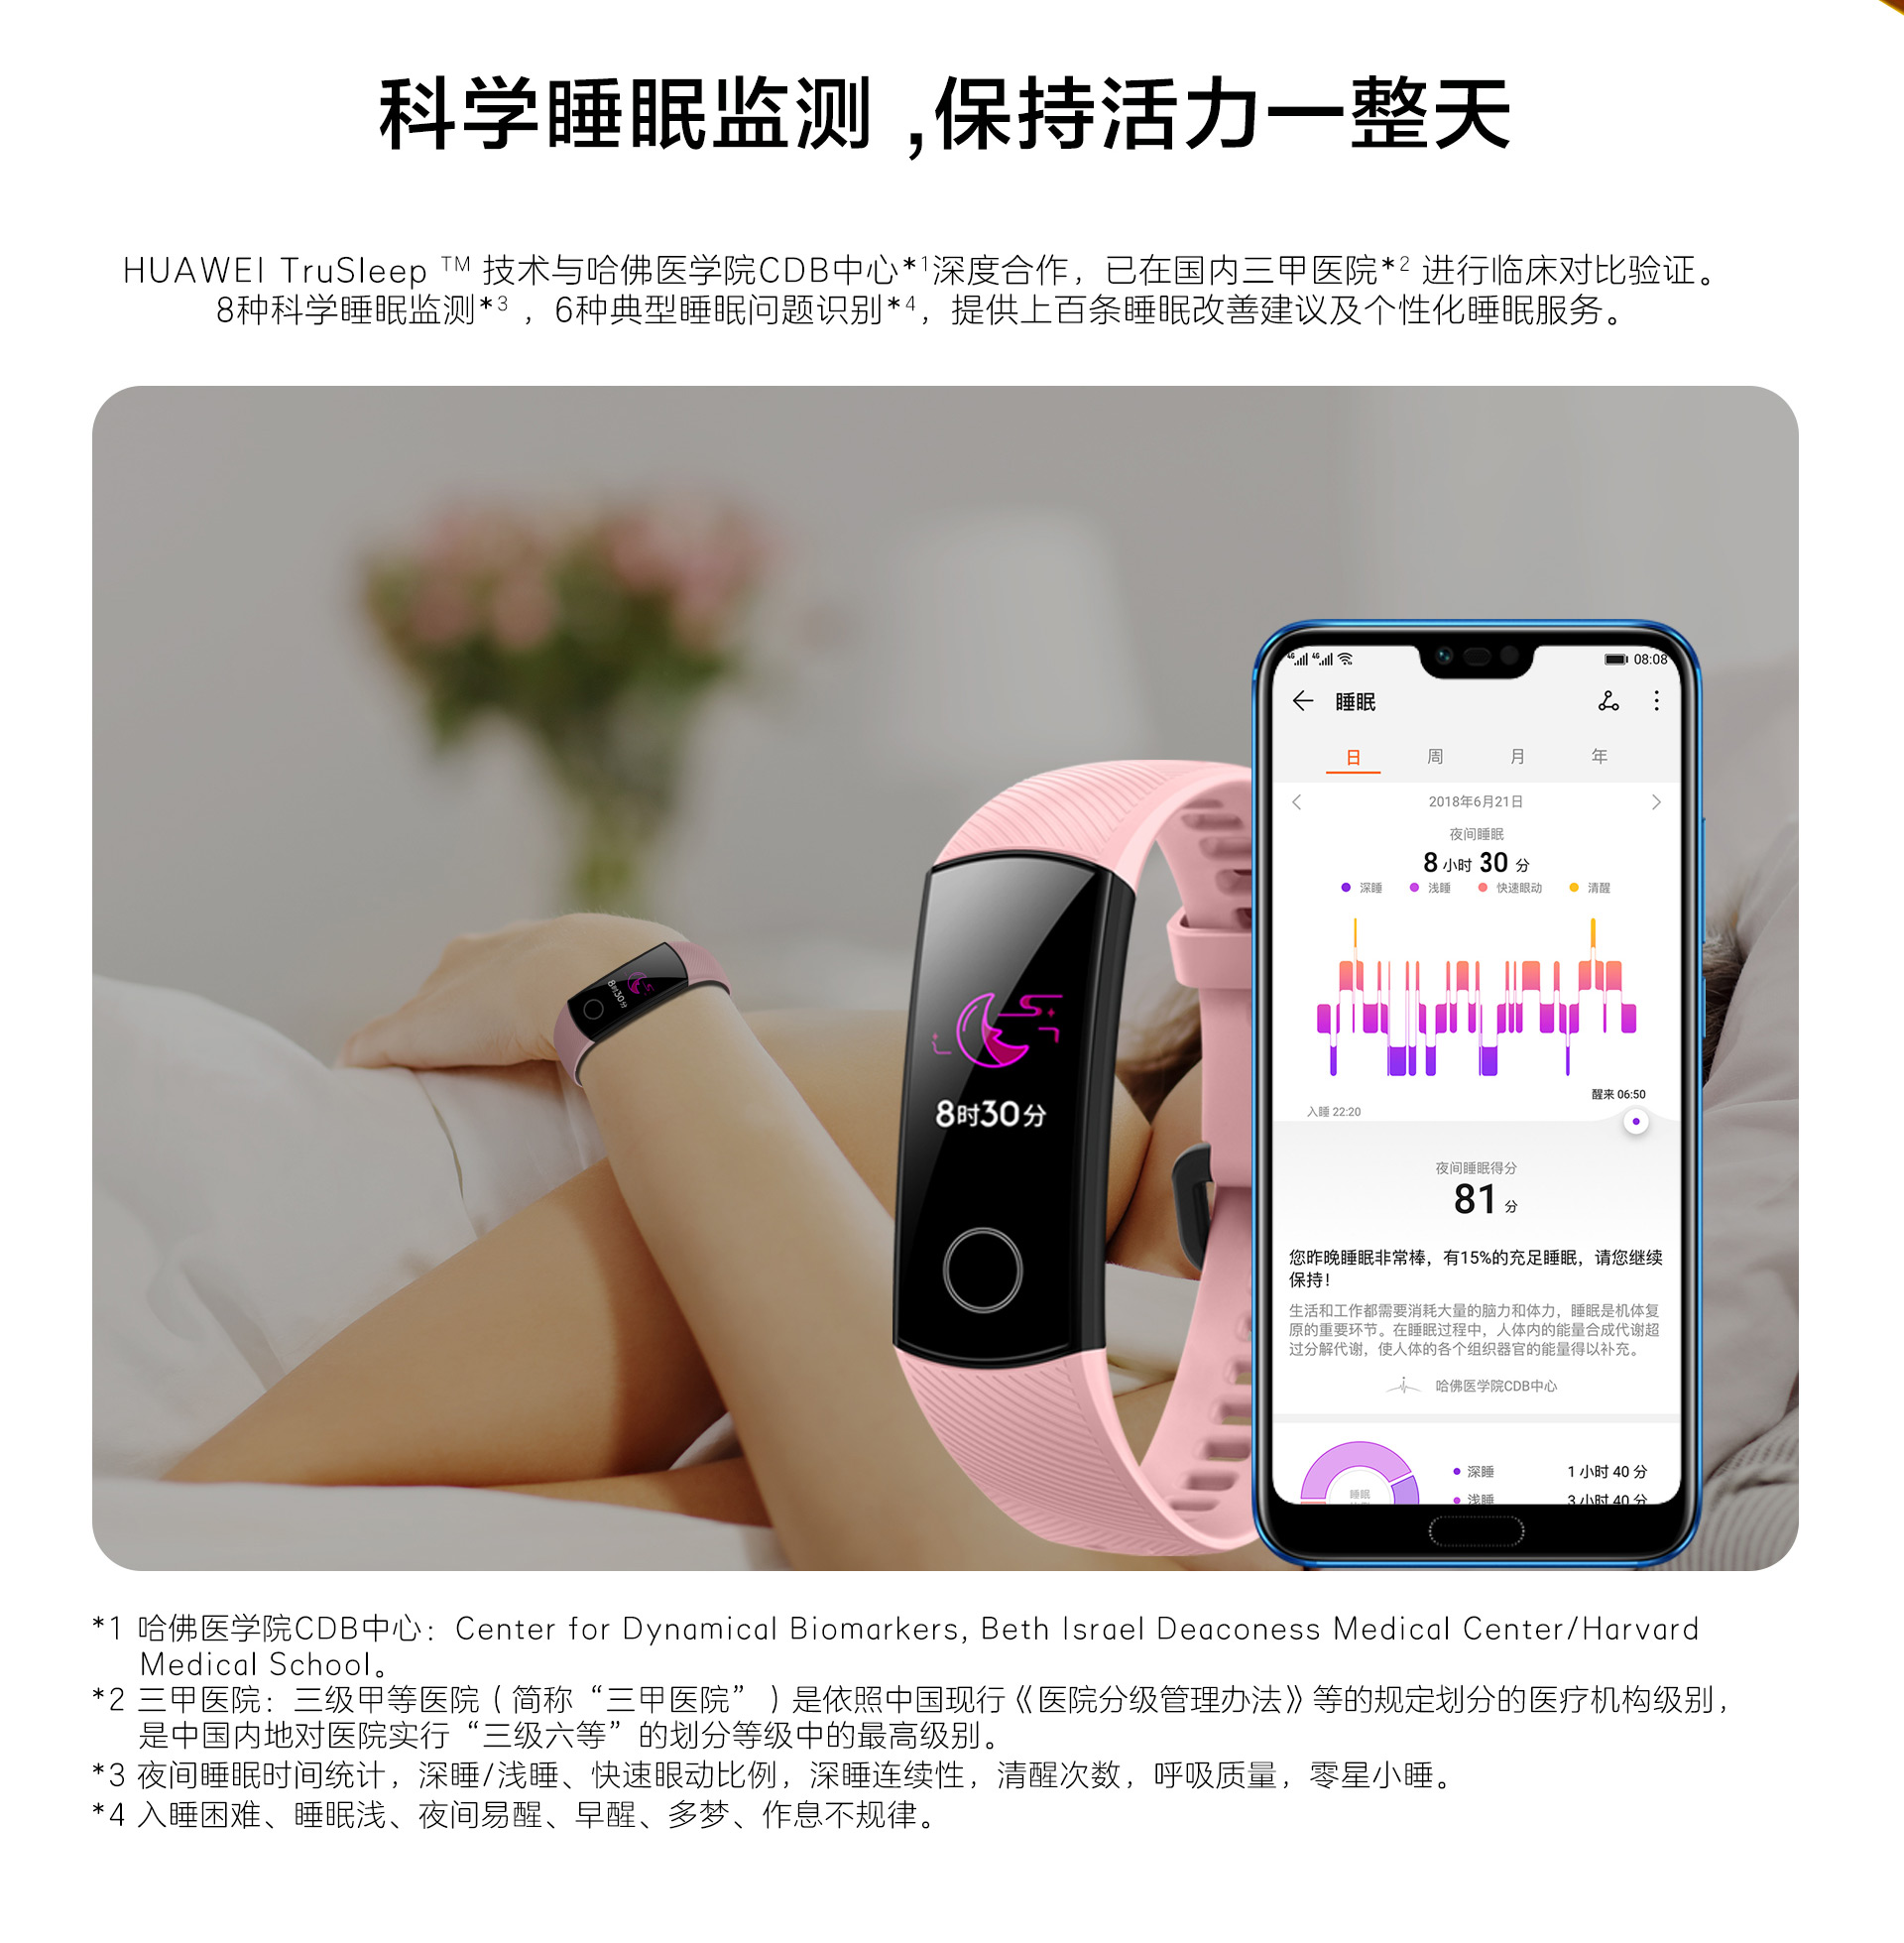 科学睡眠监测 ,保持活力一整天
HUAWEI TruSleep ™ 技术与哈佛医学院CDB中心*1深度合作，已在国内三甲医院*2 进行临床对比验证。
8种科学睡眠监测*3 ，6种典型睡眠问题识别*4，提供上百条睡眠改善建议及个性化睡眠服务。
4G 4G 08:08
睡眠
日 周 月 年
2018年6月21日
夜间睡眠
8 小时 30 分
深睡 浅睡 快速眼动 清醒
醒来 06:50
入睡 22:20
夜间睡眠得分
81 分
您昨晚睡眠非常棒，有15%的充足睡眠，请您继续
保持！
生活和工作都需要消耗大量的脑力和体力，睡眠是机体复
原的重要环节。在睡眠过程中，人体内的能量合成代谢超
过分解代谢，使人体的各个组织器官的能量得以补充。
哈佛医学院CDB中心
睡眠
深睡 1 小时 40 分
浅睡 3 小时 40 分
8时30分
8时30分
*1 哈佛医学院CDB中心：Center for Dynamical Biomarkers, Beth Israel Deaconess Medical Center/Harvard
Medical School。
*2 三甲医院：三级甲等医院（简称“三甲医院”）是依照中国现行《医院分级管理办法》等的规定划分的医疗机构级别，
是中国内地对医院实行“三级六等”的划分等级中的最高级别。
*3 夜间睡眠时间统计，深睡/浅睡、快速眼动比例，深睡连续性，清醒次数，呼吸质量，零星小睡。
*4 入睡困难、睡眠浅、夜间易醒、早醒、多梦、作息不规律。